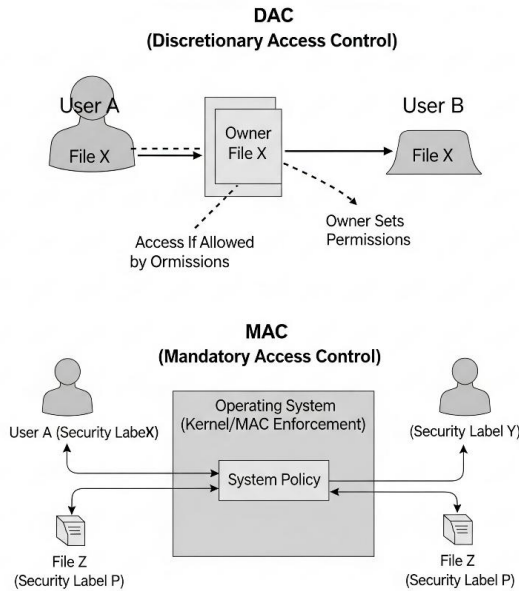 DAC
(Discretionary Access Control)
User A
File X
Owner
File X
User B
File X
Access If Allowed
by Ormissions
Owner Sets
Permissions
MAC
(Mandatory Access Control)
User A (Security LabeX)
Operating System
(Kernel/MAC Enforcement)
System Policy
(Security Label Y)
File Z
(Security Label P)
File Z
(Security Label P)